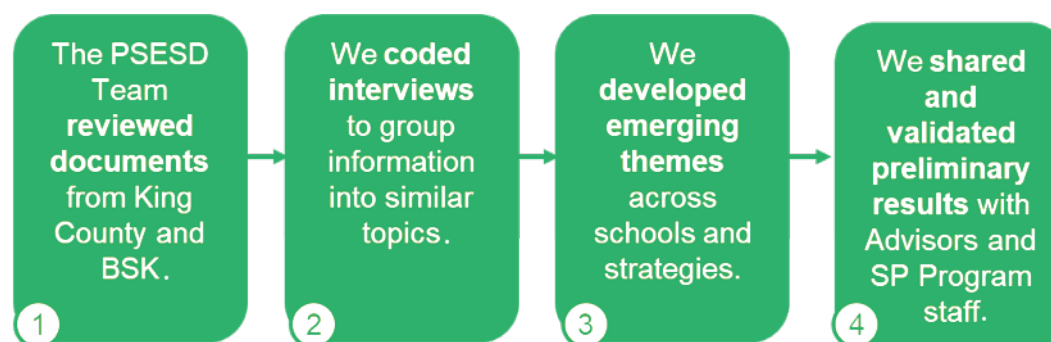 The PSESD
Team
reviewed
documents
from King
County and
BSK.
1
We coded
interviews
to group
information
into similar
topics.
2
We
developed
emerging
themes
across
schools and
strategies.
3
We shared
and
validated
preliminary
results with
Advisors and
SP Program
staff.
4